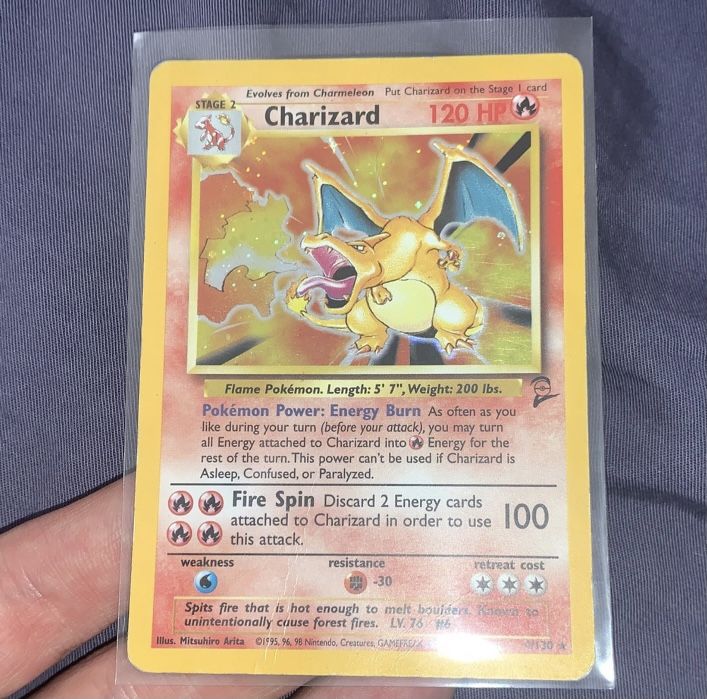 Evolves from Charmeleon Put Charizard on the Stage 1 card
STAGE 2
Charizard 120 HP
Flame Pokémon. Length: 5' 7", Weight: 200 lbs.
Pokémon Power: Energy Burn As often as you
like during your turn (before your attack), you may turn
all Energy attached to Charizard into Energy for the
rest of the turn. This power can't be used if Charizard is
Asleep, Confused, or Paralyzed.
Fire Spin Discard 2 Energy cards
attached to Charizard in order to use 100
this attack.
weakness resistance retreat cost
-30
Spits fire that is hot enough to melt boulders. Known to
unintentionally cause forest fires. LV. 76 #6
Illus. Mitsuhiro Arita ©1995, 96, 98 Nintendo, Creatures, GAMEFREAK 4/130